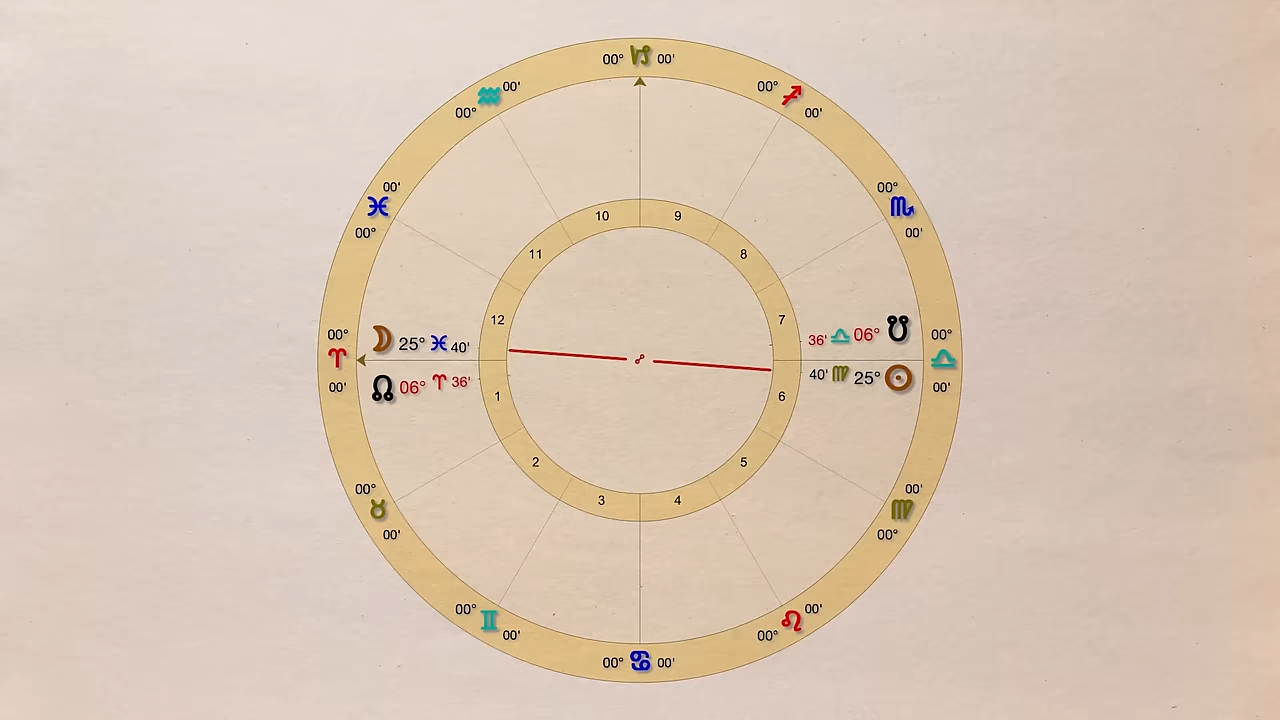 00° ♑ 00'
00° ♒ 00'
00° ♐ 00'
00° ♓ 00'
00° ♏ 00'
10
9
11
8
12
7
00° ♈ 00'
☽ 25° ♓ 40'
36' ♎ 06° ☋
00° ♎ 00'
☊ 06° ♈ 36'
40' ♍ 25° ☉
☍
1
6
2
5
3
4
00° ♉ 00'
00° ♍ 00'
00° ♊ 00'
00° ♌ 00'
00° ♋ 00'